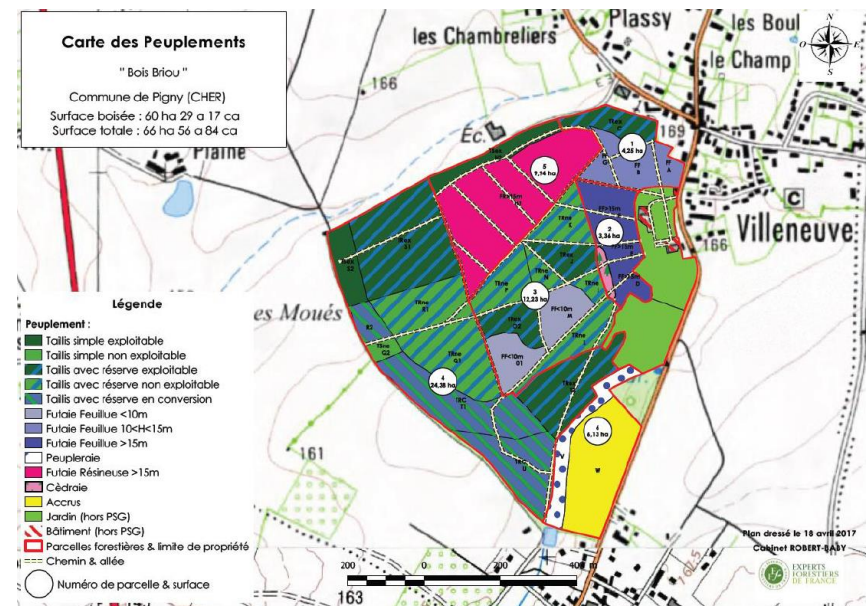 Carte des Peuplements
" Bois Briou "
Commune de Pigny (CHER)
Surface boisée : 60 ha 29 a 17 ca
Surface totale : 66 ha 56 a 84 ca
les Chambreliers
Plassy
les Boul
le Champ
N
O
E
S
166
Éc.
169
Plaine
1
4,25 ha
5
9,14 ha
2
3,36 ha
C
Villeneuve
166
3
12,23 ha
es Moués
4
24,38 ha
6,13 ha
161
163
Légende
Peuplement :
Taillis simple exploitable
Taillis simple non exploitable
Taillis avec réserve exploitable
Taillis avec réserve non exploitable
Taillis avec réserve en conversion
Futaie Feuillue <10m
Futaie Feuillue 10<H<15m
Futaie Feuillue >15m
Peupleraie
Futaie Résineuse >15m
Cèdraie
Accrus
Jardin (hors PSG)
Bâtiment (hors PSG)
Parcelles forestières & limite de propriété
Chemin & allée
Numéro de parcelle & surface
200
0
200
400 m
Plan dressé le 18 avril 2017
Cabinet ROBERT-BABY
EXPERTS
FORESTIERS
DE FRANCE